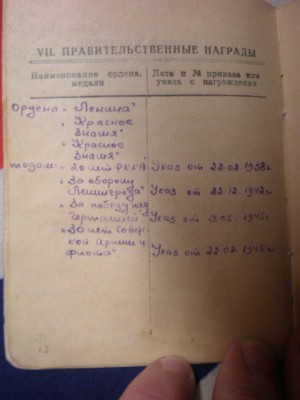 VII. ПРАВИТЕЛЬСТВЕННЫЕ НАГРАДЫ
Наименование ордена, медали
Дата и № приказа или указа о награждении
Ордена „Ленина"
„Красное
Знамя"
„Красное
Знамя"
„20 лет РККА" Указ от 22.02.1938г
„За оборону
Ленинграда" Указ от 22.12.1942г
„За победу над
Германией" Указ от 9.05.1945г
„30 лет Совет-
ской Армии и
флота" Указ от 22.02.1948г